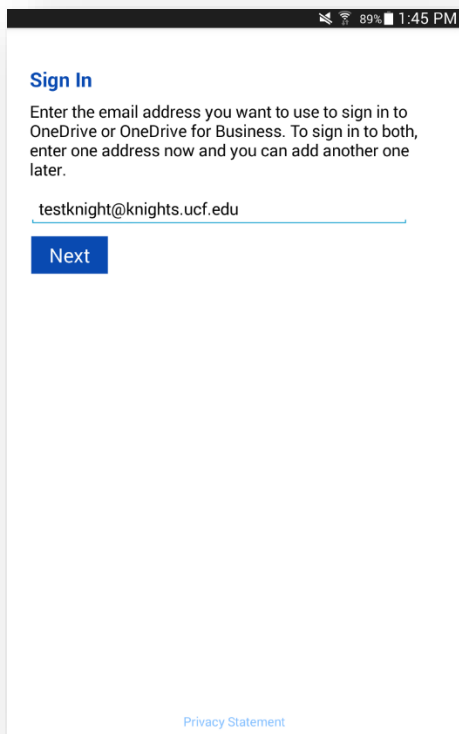 89% 1:45 PM
Sign In
Enter the email address you want to use to sign in to
OneDrive or OneDrive for Business. To sign in to both,
enter one address now and you can add another one
later.
testknight@knights.ucf.edu
Next
Privacy Statement